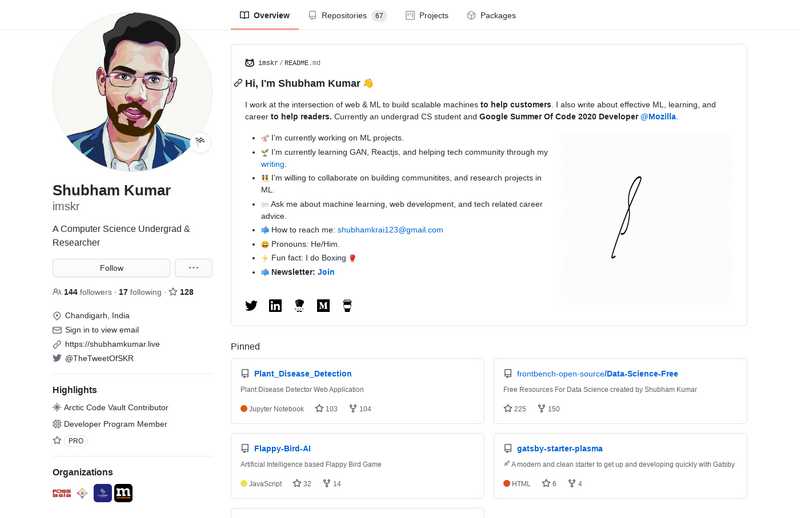 Overview Repositories 67 Projects Packages
imskr / README.md
Hi, I'm Shubham Kumar 👋
I work at the intersection of web & ML to build scalable machines to help customers. I also write about effective ML, learning, and
career to help readers. Currently an undergrad CS student and Google Summer Of Code 2020 Developer @Mozilla.
I'm currently working on ML projects.
I'm currently learning GAN, Reactjs, and helping tech community through my
writing.
I'm willing to collaborate on building communitites, and research projects in
ML.
Ask me about machine learning, web development, and tech related career
advice.
How to reach me: shubhamkrai123@gmail.com
Pronouns: He/Him.
Fun fact: I do Boxing 🥊
Newsletter: Join
Shubham Kumar
imskr
A Computer Science Undergrad &
Researcher
Follow
144 followers · 17 following · 128
Chandigarh, India
Sign in to view email
https://shubhamkumar.live
@TheTweetOfSKR
Highlights
Arctic Code Vault Contributor
Developer Program Member
PRO
Organizations
Pinned
Plant_Disease_Detection
Plant Disease Detector Web Application
Jupyter Notebook 103 104
frontbench-open-source/Data-Science-Free
Free Resources For Data Science created by Shubham Kumar
225 150
Flappy-Bird-AI
Artificial Intelligence based Flappy Bird Game
JavaScript 32 14
gatsby-starter-plasma
A modern and clean starter to get up and developing quickly with Gatsby
HTML 6 4